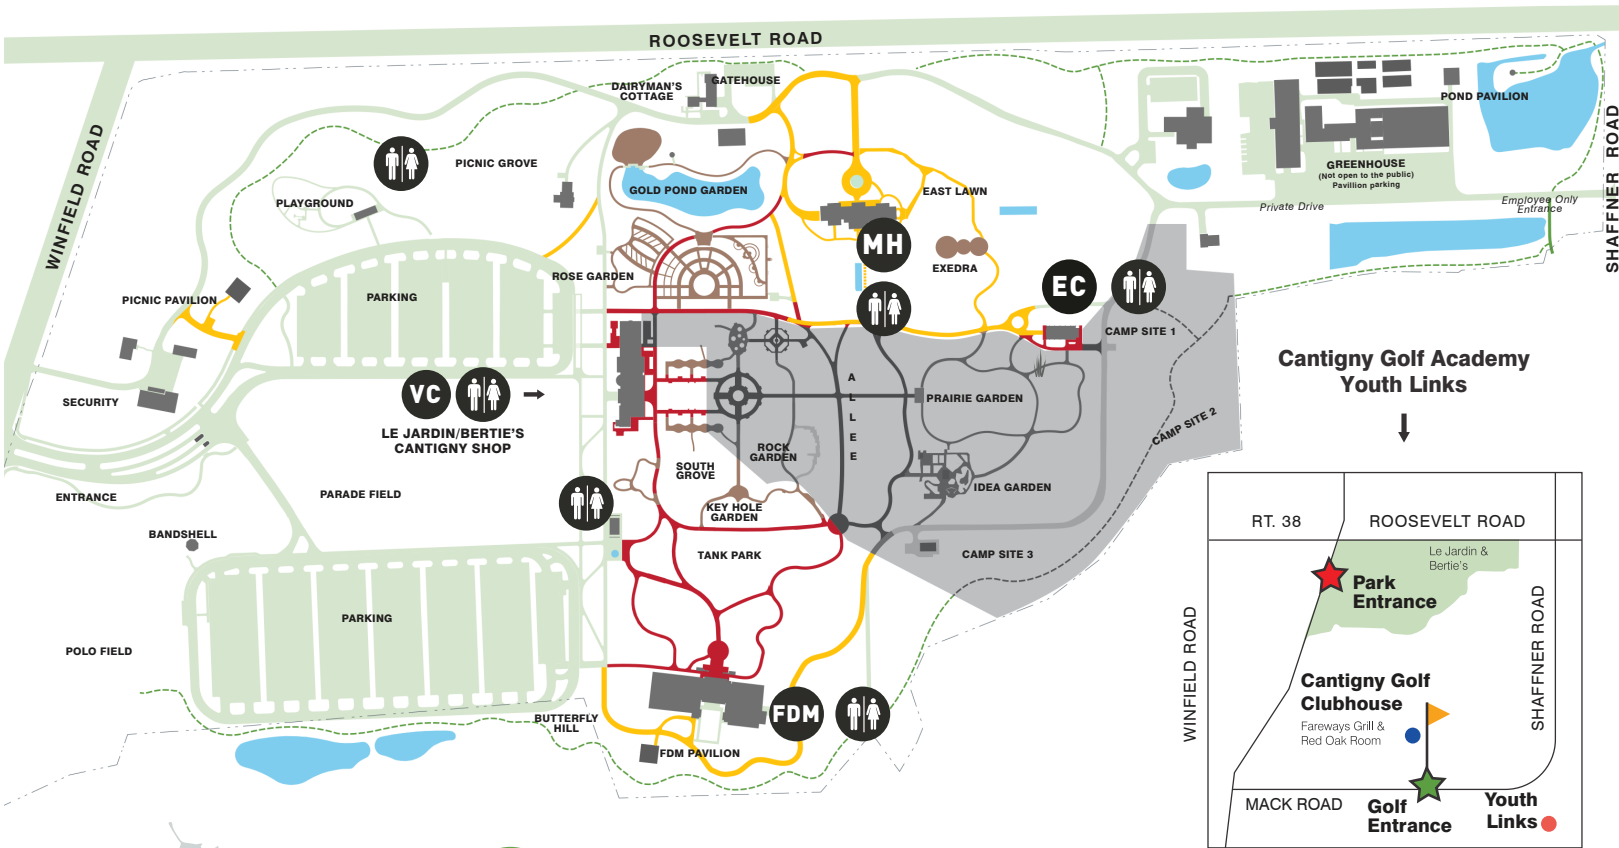 ROOSEVELT ROAD
WINFIELD ROAD
DAIRYMAN'S
COTTAGE
GATEHOUSE
POND PAVILION
SHAFFNER ROAD
PICNIC GROVE
GREENHOUSE
(Not open to the public)
Pavillion parking
GOLD POND GARDEN
EAST LAWN
PLAYGROUND
Private Drive
Employee Only
Entrance
MH
EXEDRA
ROSE GARDEN
EC
PICNIC PAVILION
PARKING
CAMP SITE 1
Cantigny Golf Academy
Youth Links
SECURITY
VC
LE JARDIN/BERTIE'S
CANTIGNY SHOP
ALLEE
PRAIRIE GARDEN
CAMP SITE 2
ROCK
GARDEN
SOUTH
GROVE
ENTRANCE
PARADE FIELD
KEY HOLE
GARDEN
IDEA GARDEN
BANDSHELL
TANK PARK
CAMP SITE 3
PARKING
POLO FIELD
BUTTERFLY
HILL
FDM
FDM PAVILION
RT. 38
ROOSEVELT ROAD
Le Jardin &
Bertie's
Park
Entrance
WINFIELD ROAD
SHAFFNER ROAD
Cantigny Golf
Clubhouse
Fareways Grill &
Red Oak Room
MACK ROAD
Golf
Entrance
Youth
Links